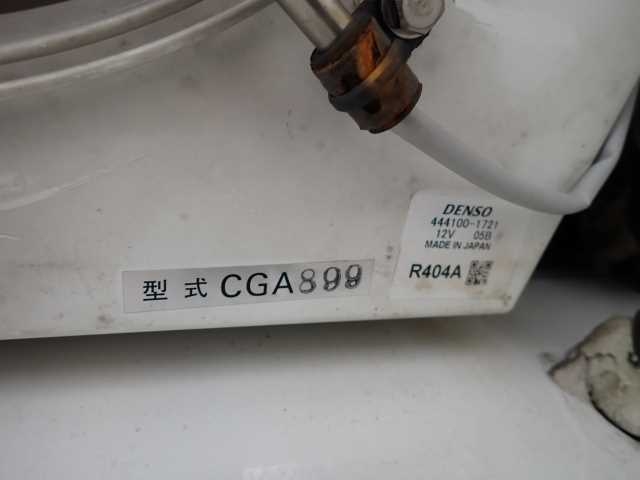 DENSO
444100-1721
12V 05B
MADE IN JAPAN
R404A
型式 CGA899